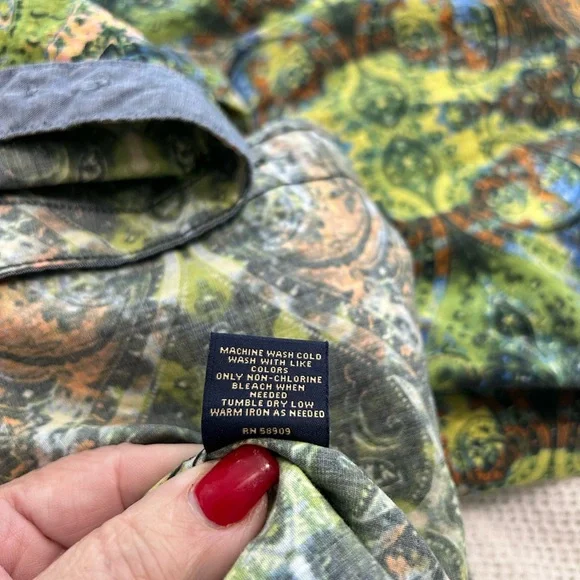 MACHINE WASH COLD
WASH WITH LIKE
COLORS
ONLY NON-CHLORINE
BLEACH WHEN
NEEDED
TUMBLE DRY LOW
WARM IRON AS NEEDED
RN 58909